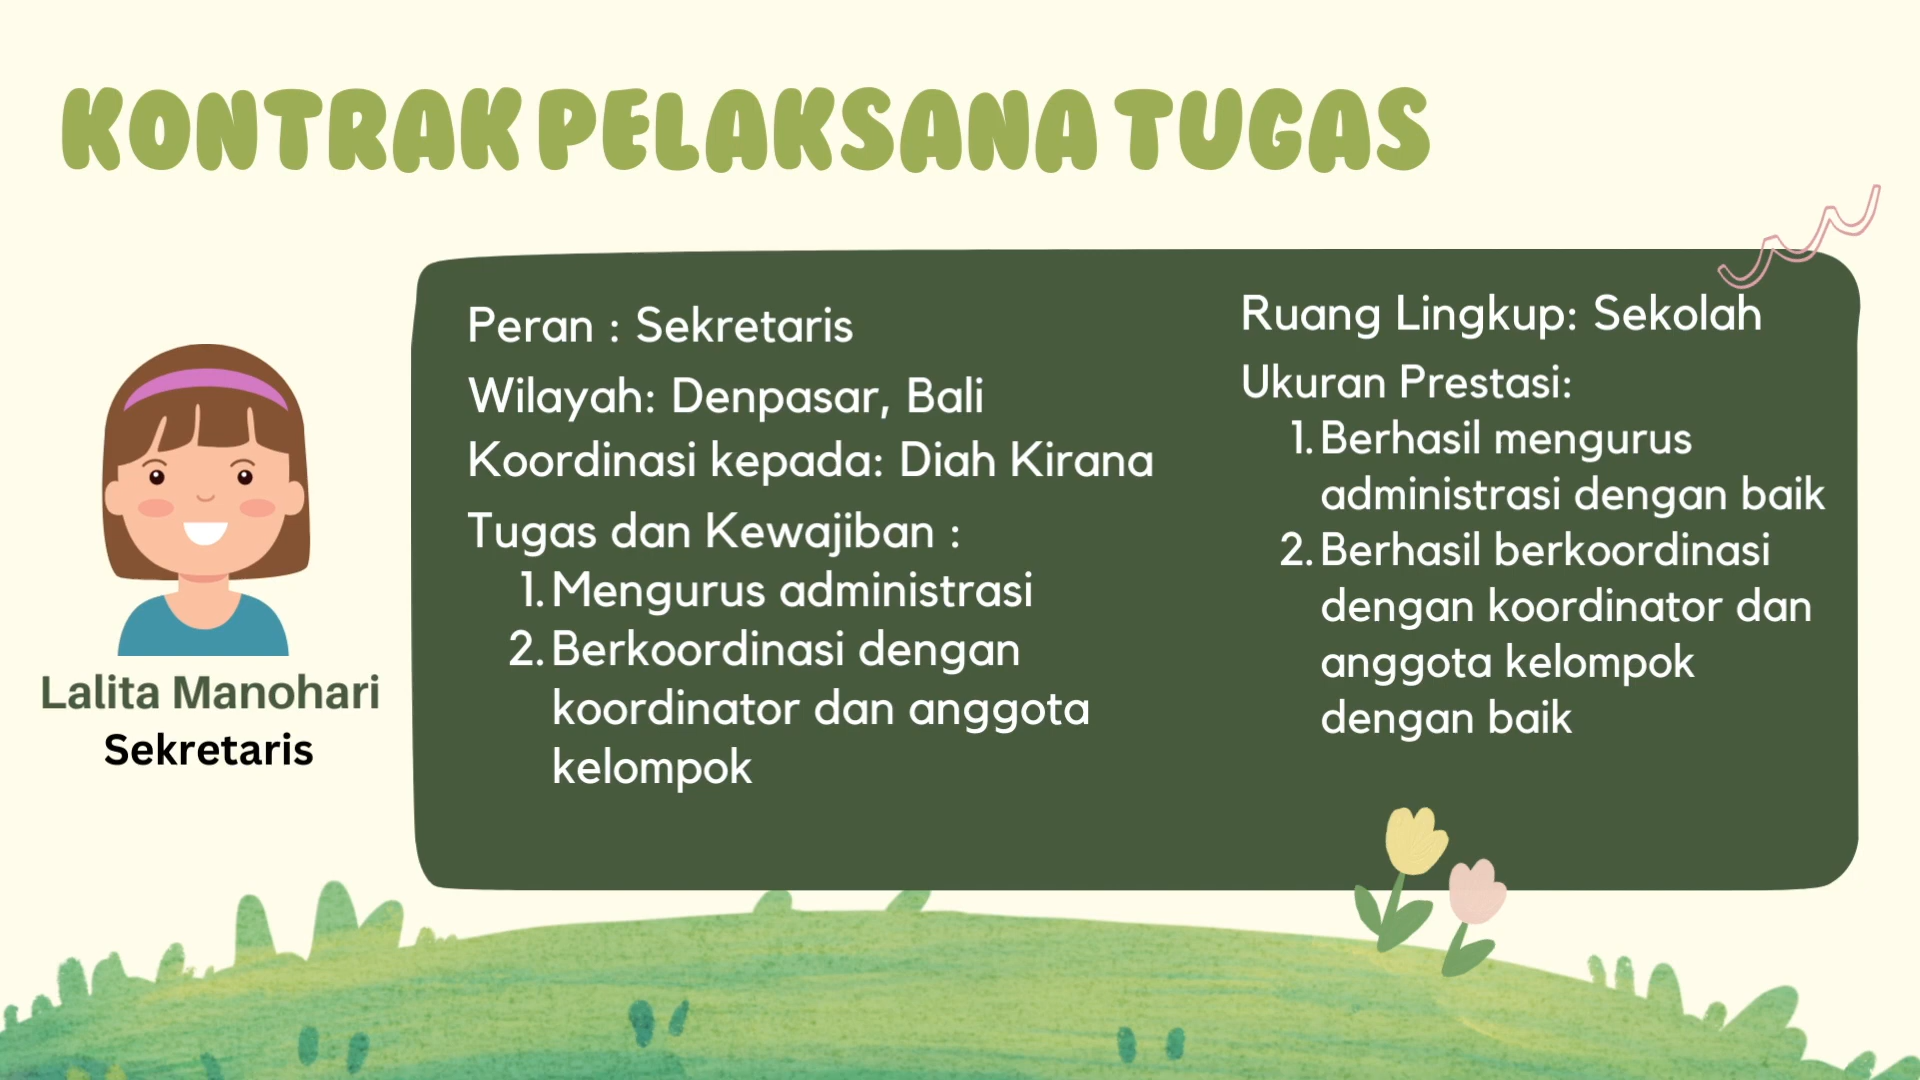 KONTRAK PELAKSANA TUGAS
Lalita Manohari
Sekretaris
Peran : Sekretaris
Wilayah: Denpasar, Bali
Koordinasi kepada: Diah Kirana
Tugas dan Kewajiban :
1. Mengurus administrasi
2. Berkoordinasi dengan
koordinator dan anggota
kelompok
Ruang Lingkup: Sekolah
Ukuran Prestasi:
1. Berhasil mengurus
administrasi dengan baik
2. Berhasil berkoordinasi
dengan koordinator dan
anggota kelompok
dengan baik